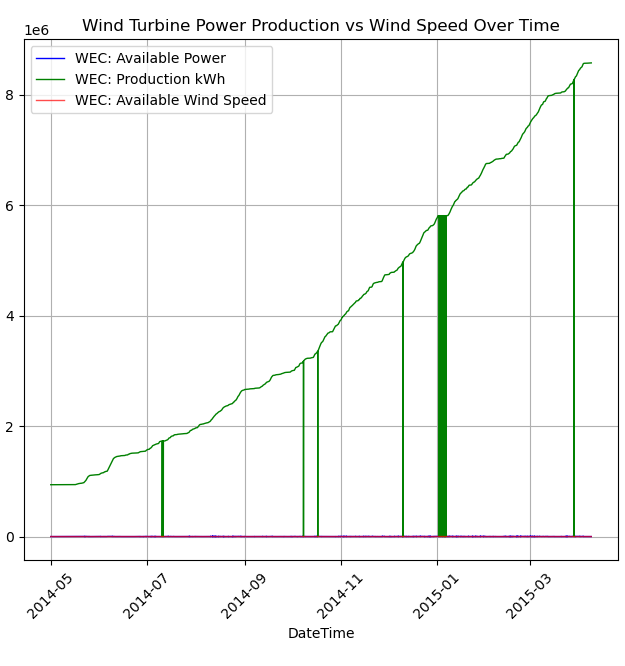 Wind Turbine Power Production vs Wind Speed Over Time
1e6
WEC: Available Power
WEC: Production kWh
WEC: Available Wind Speed
8
6
4
2
0
2014-05
2014-07
2014-09
2014-11
2015-01
2015-03
DateTime